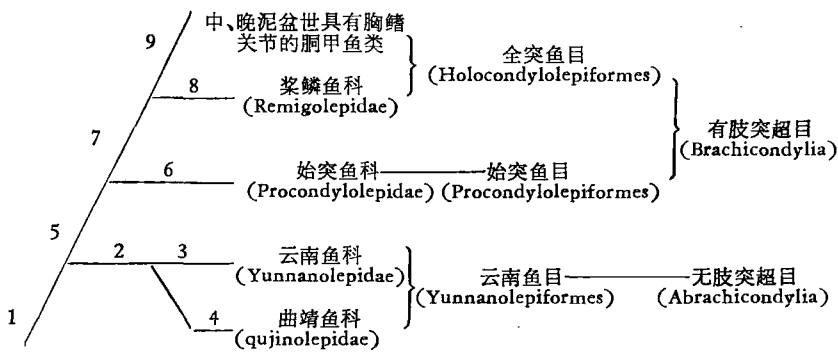 9
中、晚泥盆世具有胸鳍
关节的胴甲鱼类
全突鱼目
(Holocondylolepiformes)
8
桨鳞鱼科
(Remigolepidae)
有肢突超目
(Brachicondylia)
7
6
始突鱼科
(Procondylolepidae)
始突鱼目
(Procondylolepiformes)
5
2
3
云南鱼科
(Yunnanolepidae)
云南鱼目
(Yunnanolepiformes)
无肢突超目
(Abrachicondylia)
1
4
曲靖鱼科
(qujinolepidae)